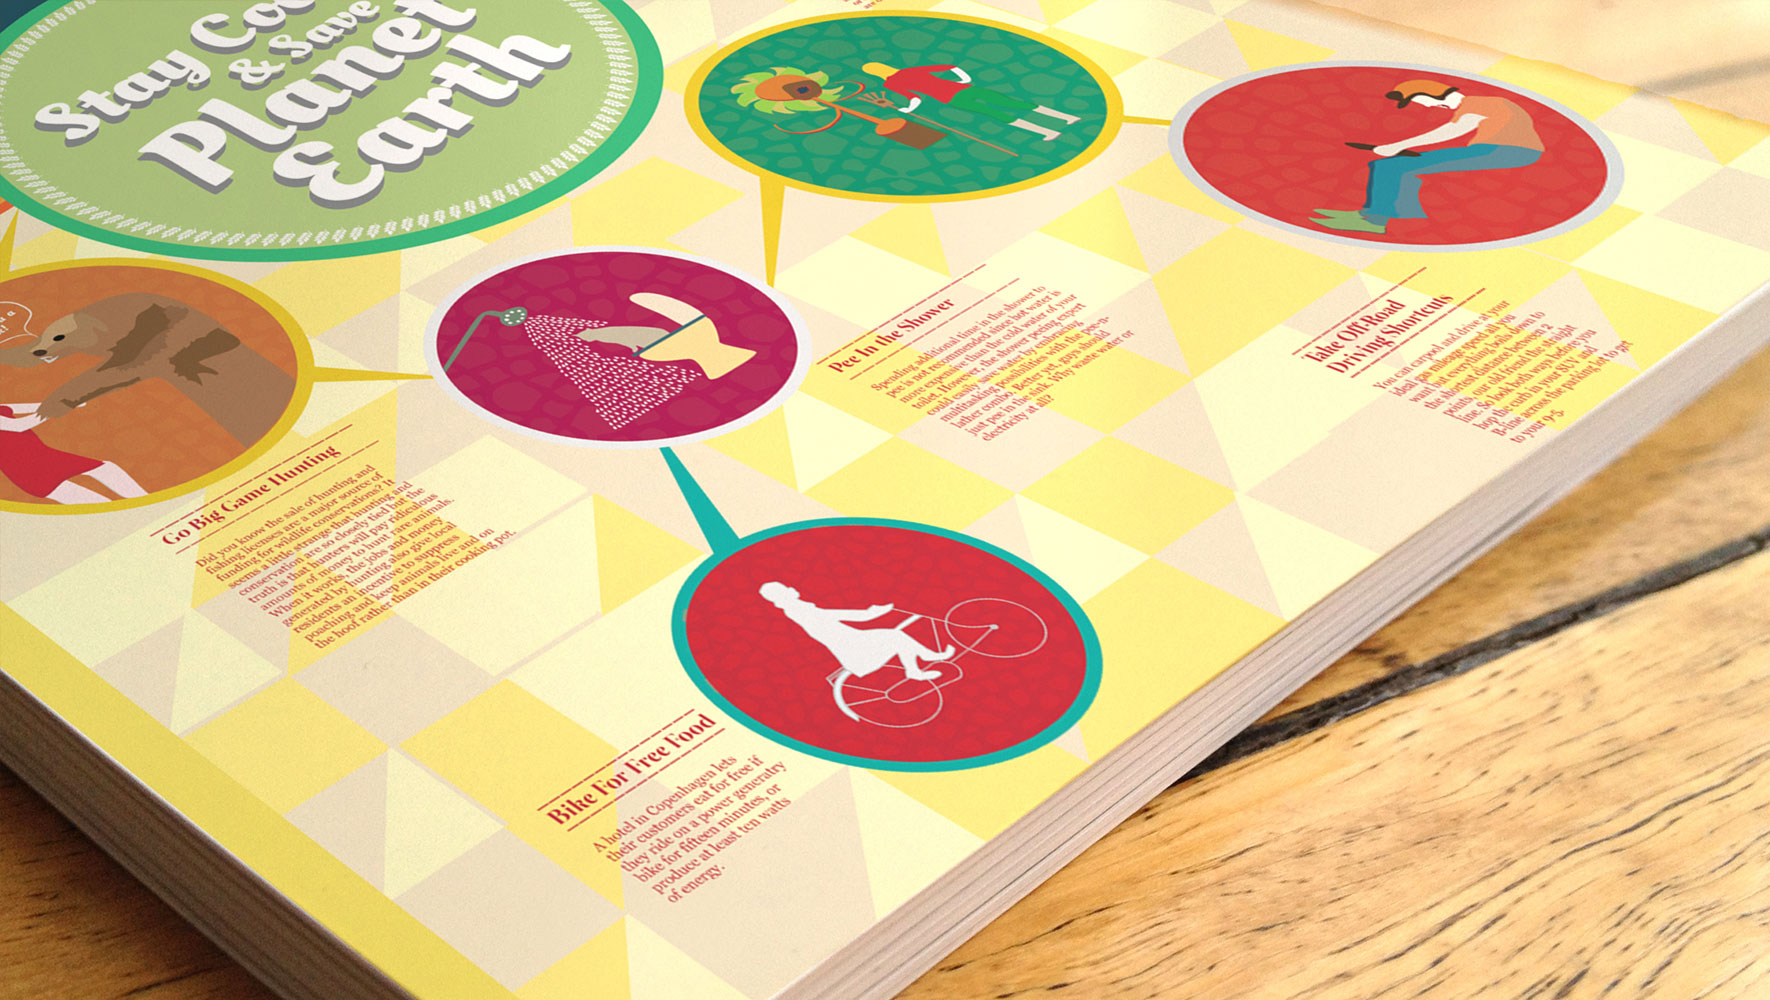 Stay Coo
& Save
Planet
Earth
Pee In the Shower
Spending additional time in the shower to
pee is not recommended since hot water is
more expensive than the cold water of your
toilet. However, the shower peeing expert
could easily save water by embracing
multitasking possibilities with the pee-n-
lather combo. Better yet, guys should
just pee in the sink. Why waste water or
electricity at all?
Take Off-Road
Driving Shortcuts
You can carpool and drive at your
ideal gas mileage speed all you
want but everything boils down to
the shortest distance between 2
points: our old friend the straight
line. So look both ways before you
hop the curb in your SUV and
B-line across the parking lot to get
to your 9-5.
Go Big Game Hunting
Did you know the sale of hunting and
fishing licenses are a major source of
funding for wildlife conservations? It
seems a little strange that hunting and
conservation are so closely tied but the
truth is that hunters will pay ridiculous
amounts of money to hunt rare animals.
When it works, the jobs and money
generated by hunting also give local
residents an incentive to suppress
poaching and keep animals live and on
the hoof rather than in their cooking pot.
Bike For Free Food
A hotel in Copenhagen lets
their customers eat for free if
they ride on a power generatry
bike for fifteen minutes, or
produce at least ten watts
of energy.